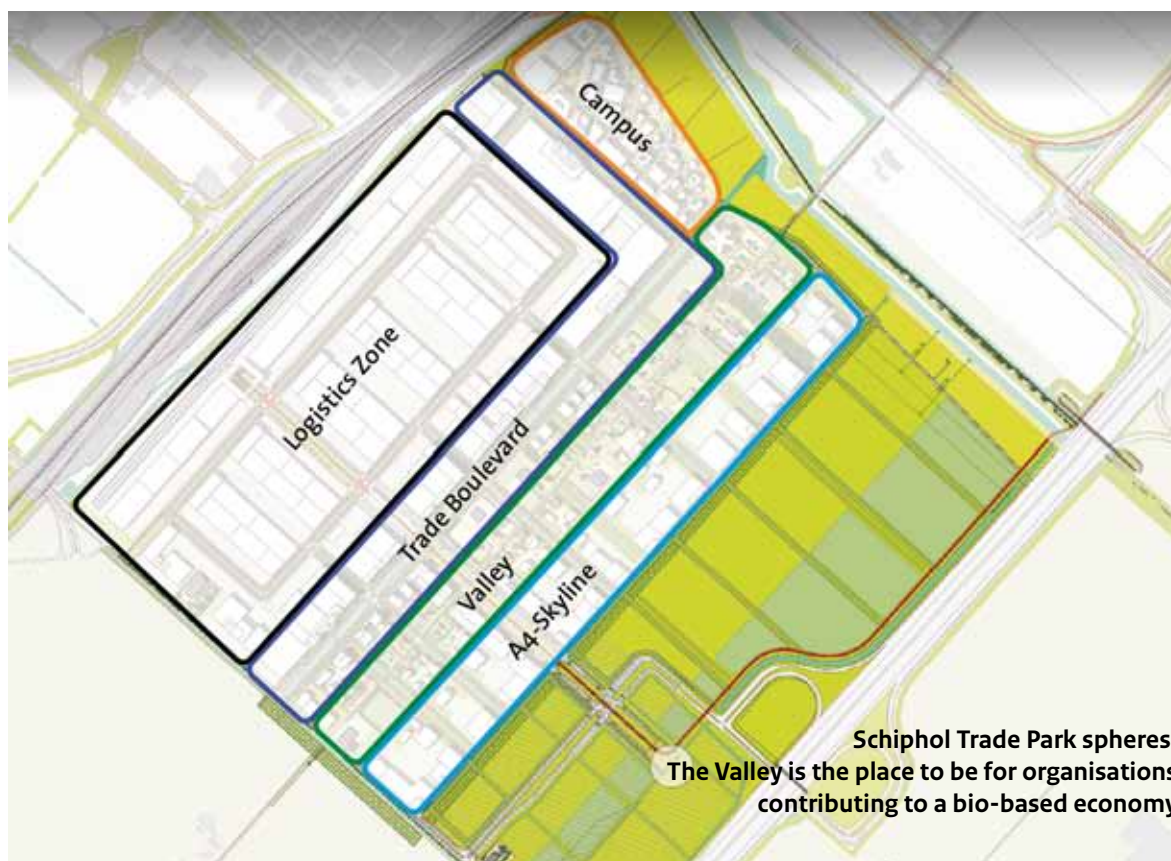 Campus
Logistics Zone
Trade Boulevard
Valley
A4-Skyline
Schiphol Trade Park spheres
The Valley is the place to be for organisations
contributing to a bio-based economy